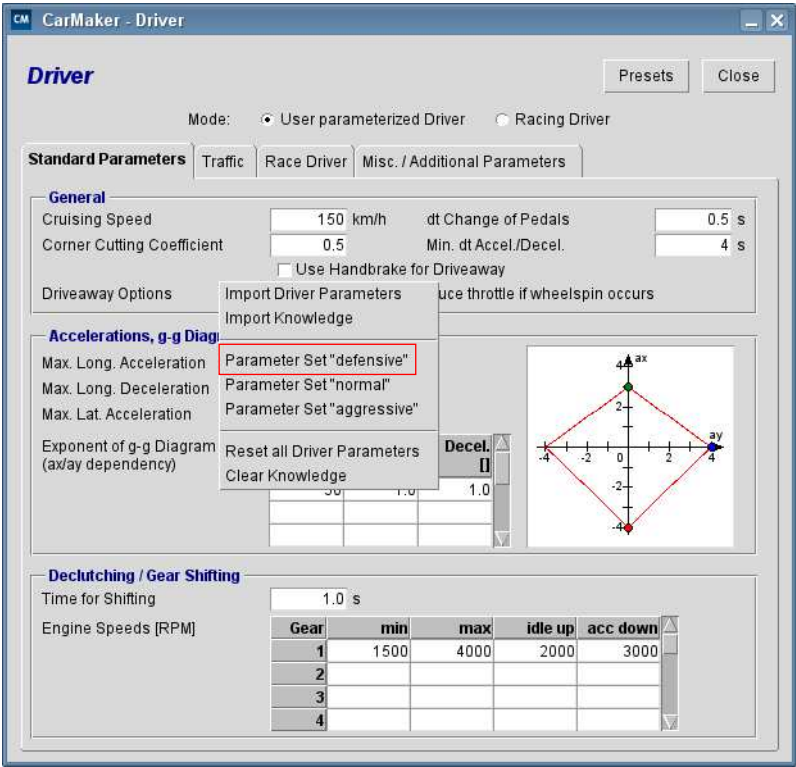 CM CarMaker - Driver
Driver
Presets Close
Mode: User parameterized Driver Racing Driver
Standard Parameters Traffic Race Driver Misc. / Additional Parameters
General
Cruising Speed 150 km/h dt Change of Pedals 0.5 s
Corner Cutting Coefficient 0.5 Min. dt Accel./Decel. 4 s
Use Handbrake for Driveaway
Driveaway Options uce throttle if wheelspin occurs
Import Driver Parameters
Import Knowledge
Parameter Set "defensive"
Parameter Set "normal"
Parameter Set "aggressive"
Reset all Driver Parameters
Clear Knowledge
Accelerations, g-g Diag
Max. Long. Acceleration
Max. Long. Deceleration
Max. Lat. Acceleration
Exponent of g-g Diagram
(ax/ay dependency)
Decel.
[]
50 1.0 1.0
ax
4
2
ay
-4 -2 0 2 4
-2
-4
Declutching / Gear Shifting
Time for Shifting 1.0 s
Engine Speeds [RPM] Gear min max idle up acc down
1 1500 4000 2000 3000
2
3
4